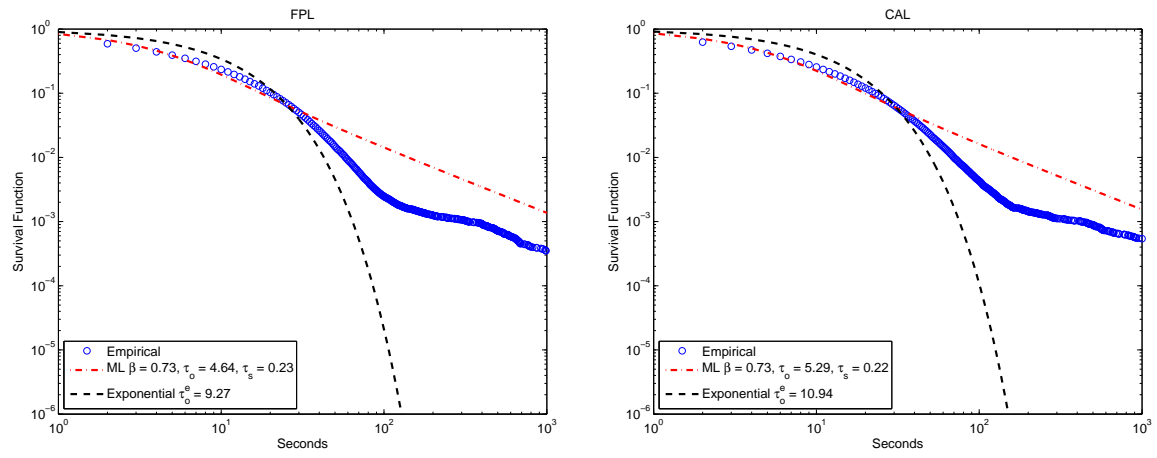 FPL
Survival Function
10^0
10^-1
10^-2
10^-3
10^-4
10^-5
10^-6
Empirical
ML β = 0.73, τ_o = 4.64, τ_s = 0.23
Exponential τ_o^e = 9.27
10^0 10^1 10^2 10^3
Seconds
CAL
Survival Function
10^0
10^-1
10^-2
10^-3
10^-4
10^-5
10^-6
Empirical
ML β = 0.73, τ_o = 5.29, τ_s = 0.22
Exponential τ_o^e = 10.94
10^0 10^1 10^2 10^3
Seconds